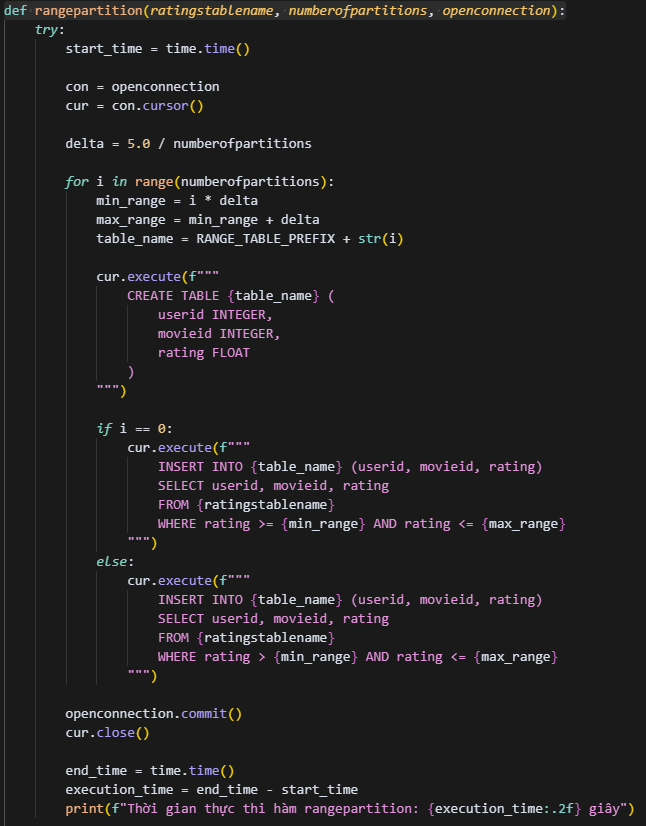 def rangepartition(ratingstablename, numberofpartitions, openconnection):
try:
start_time = time.time()
con = openconnection
cur = con.cursor()
delta = 5.0 / numberofpartitions
for i in range(numberofpartitions):
min_range = i * delta
max_range = min_range + delta
table_name = RANGE_TABLE_PREFIX + str(i)
cur.execute(f"""
CREATE TABLE {table_name} (
userid INTEGER,
movieid INTEGER,
rating FLOAT
)
""")
if i == 0:
cur.execute(f"""
INSERT INTO {table_name} (userid, movieid, rating)
SELECT userid, movieid, rating
FROM {ratingstablename}
WHERE rating >= {min_range} AND rating <= {max_range}
""")
else:
cur.execute(f"""
INSERT INTO {table_name} (userid, movieid, rating)
SELECT userid, movieid, rating
FROM {ratingstablename}
WHERE rating > {min_range} AND rating <= {max_range}
""")
openconnection.commit()
cur.close()
end_time = time.time()
execution_time = end_time - start_time
print(f"Thời gian thực thi hàm rangepartition: {execution_time:.2f} giây")